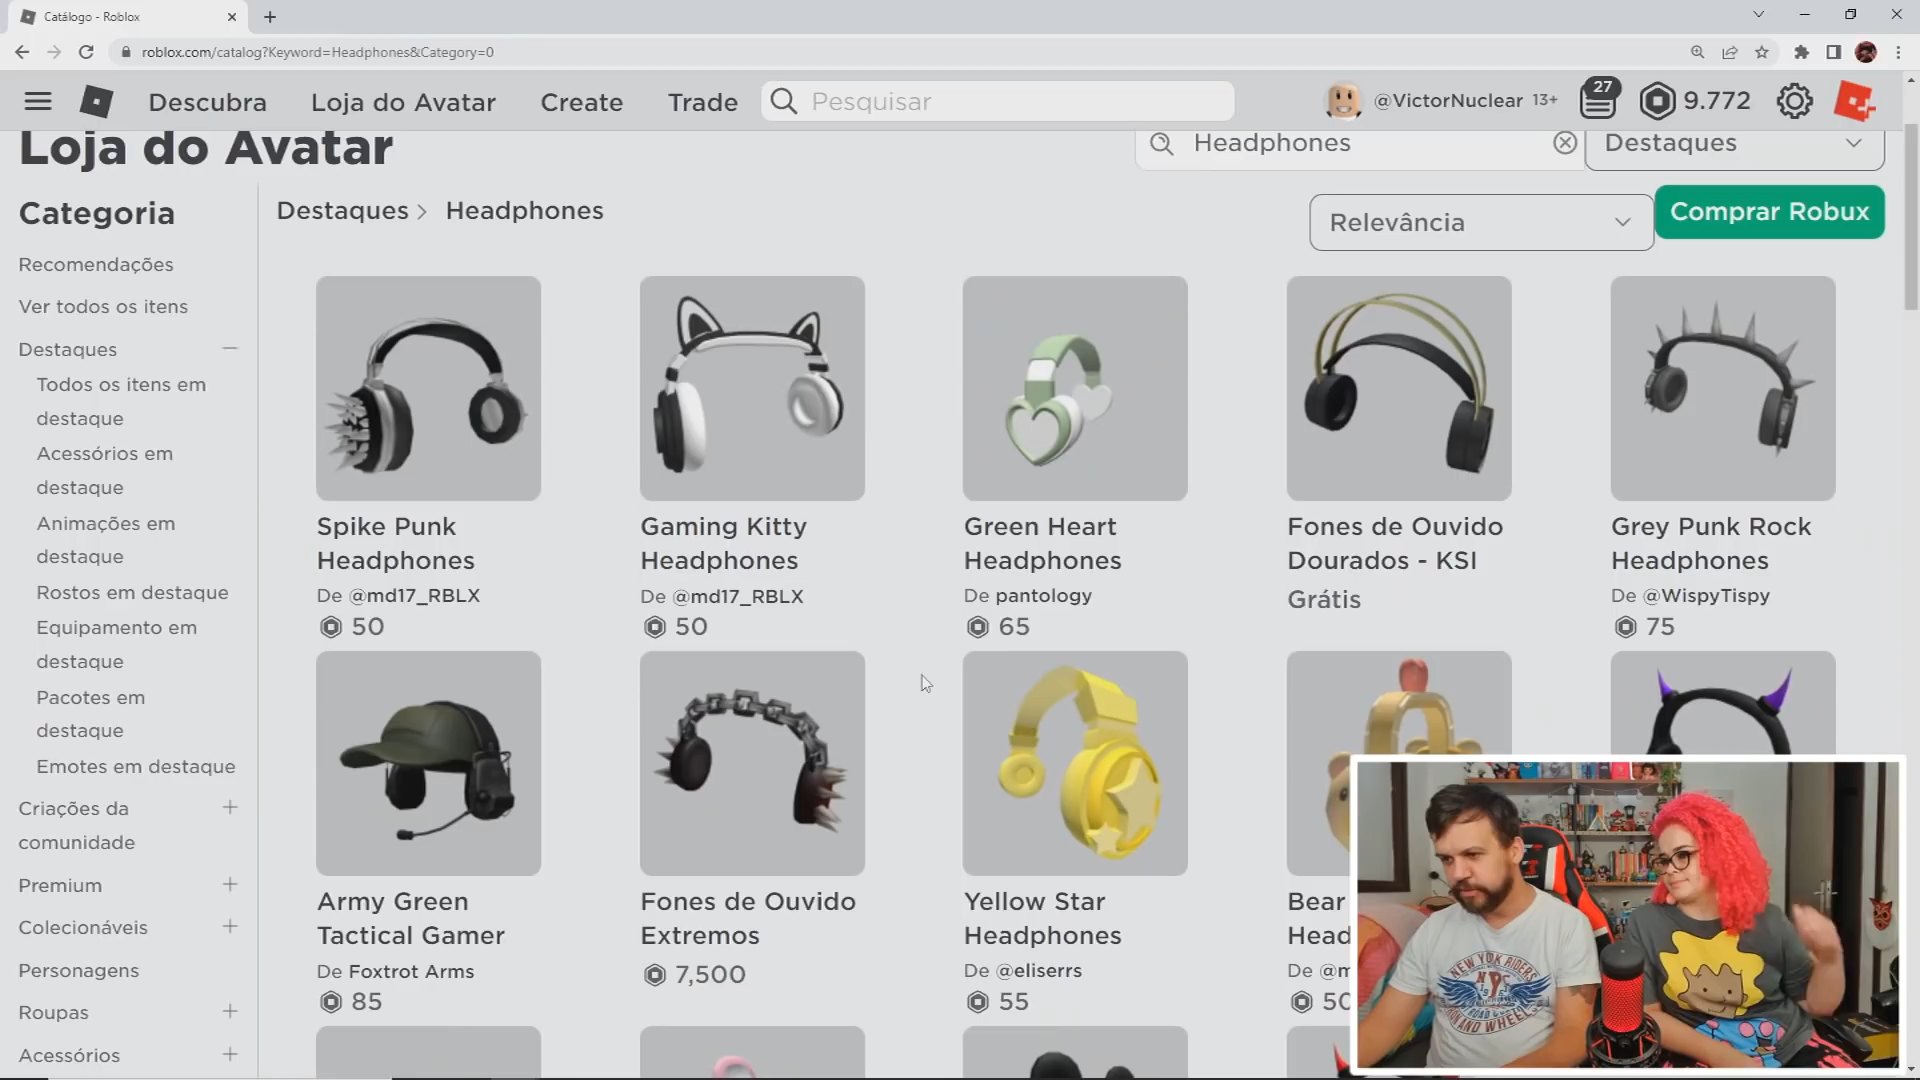 Catálogo - Roblox
roblox.com/catalog?Keyword=Headphones&Category=0
Descubra
Loja do Avatar
Create
Trade
Pesquisar
@VictorNuclear 13+
27
9.772
Loja do Avatar
Headphones
Destaques
Categoria
Destaques
Headphones
Relevância
Comprar Robux
Recomendações
Ver todos os itens
Destaques
Todos os itens em
destaque
Acessórios em
destaque
Animações em
destaque
Rostos em destaque
Equipamento em
destaque
Pacotes em
destaque
Emotes em destaque
Criações da
comunidade
Premium
Colecionáveis
Personagens
Roupas
Acessórios
Spike Punk
Headphones
De @md17_RBLX
50
Gaming Kitty
Headphones
De @md17_RBLX
50
Green Heart
Headphones
De pantology
65
Fones de Ouvido
Dourados - KSI
Grátis
Grey Punk Rock
Headphones
De @WispyTispy
75
Army Green
Tactical Gamer
De Foxtrot Arms
85
Fones de Ouvido
Extremos
7,500
Yellow Star
Headphones
De @eliserrs
55
Bear
Head
De @m
50
NEW YORK RIDERS